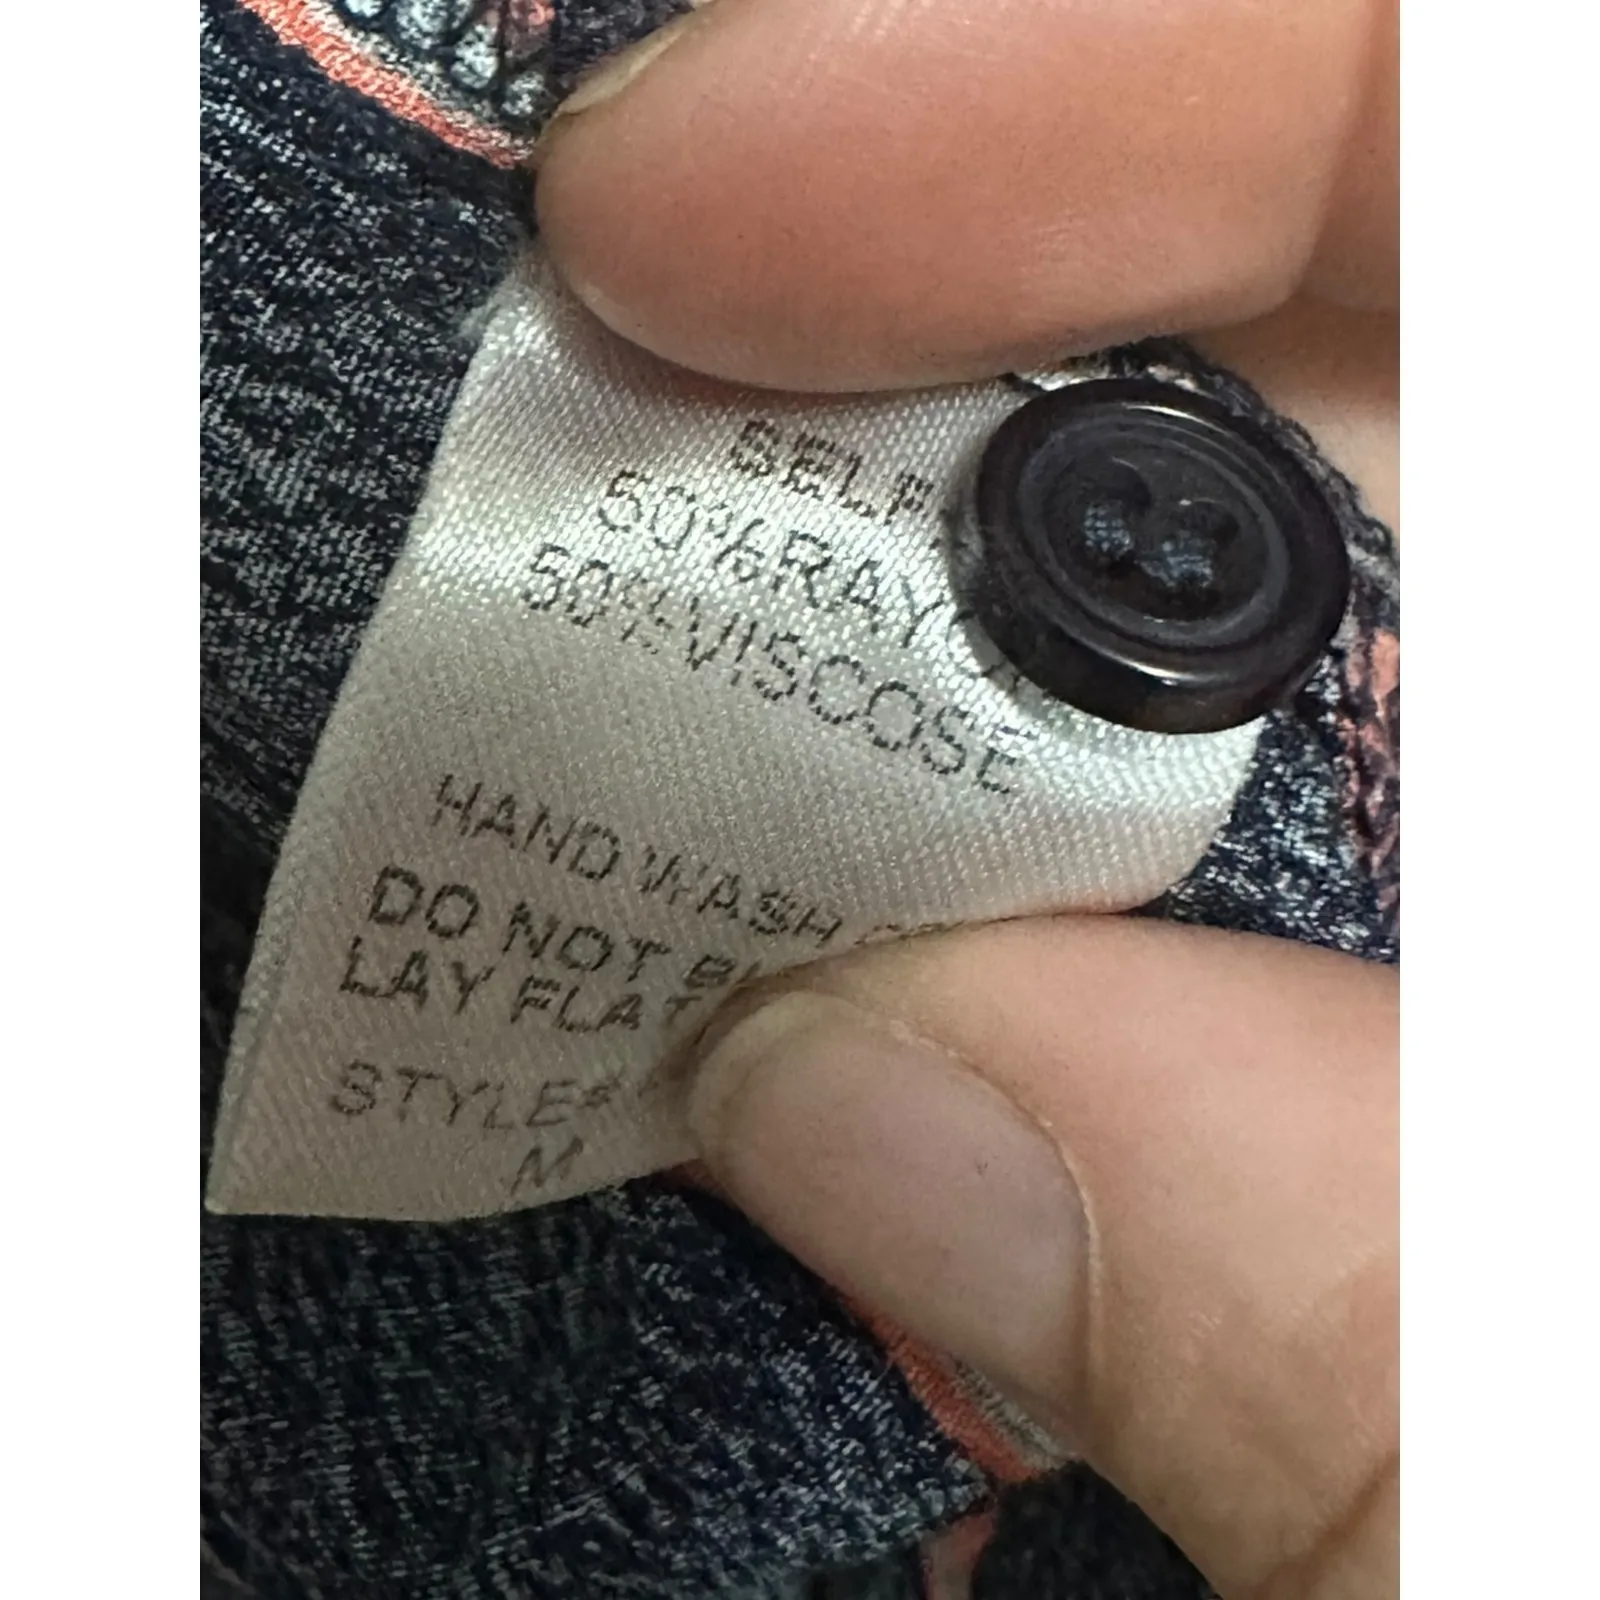 SELF
50%RAYO
50%VISCOSE
HAND WASH
DO NOT
LAY FLAT
STYLE#
M